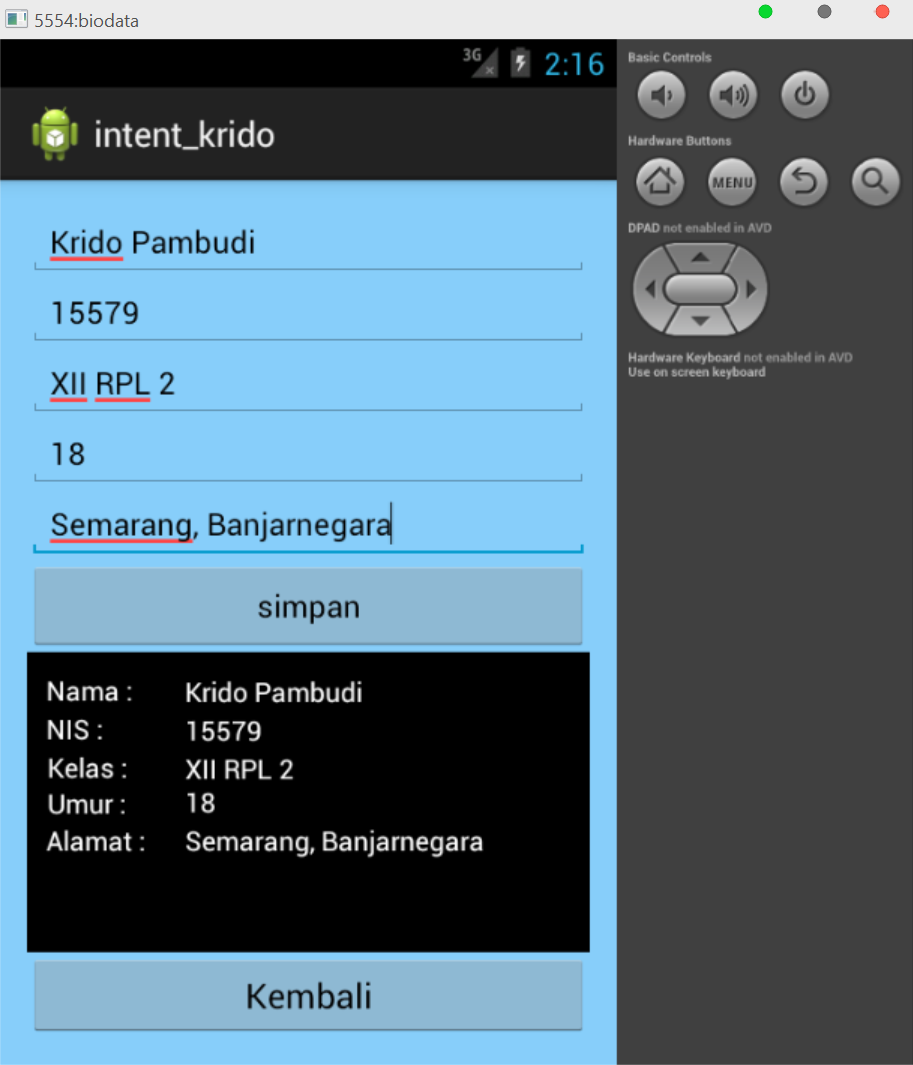 5554:biodata
3G 2:16
intent_krido
Krido Pambudi
15579
XII RPL 2
18
Semarang, Banjarnegara
simpan
Nama : Krido Pambudi
NIS : 15579
Kelas : XII RPL 2
Umur : 18
Alamat : Semarang, Banjarnegara
Kembali
Basic Controls
Hardware Buttons
MENU
DPAD not enabled in AVD
Hardware Keyboard not enabled in AVD
Use on screen keyboard